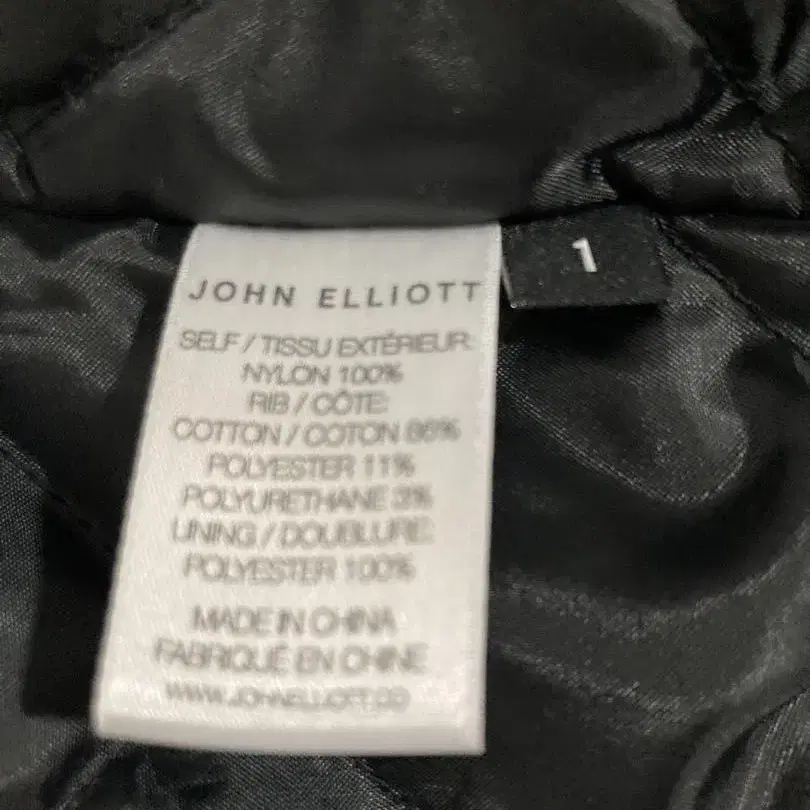 JOHN ELLIOTT
1
SELF / TISSU EXTÉRIEUR:
NYLON 100%
RIB / CÔTE:
COTTON / COTON 86%
POLYESTER 11%
POLYURETHANE 3%
LINING / DOUBLURE:
POLYESTER 100%
MADE IN CHINA
FABRIQUÉ EN CHINE
WWW.JOHNELLIOTT.CO